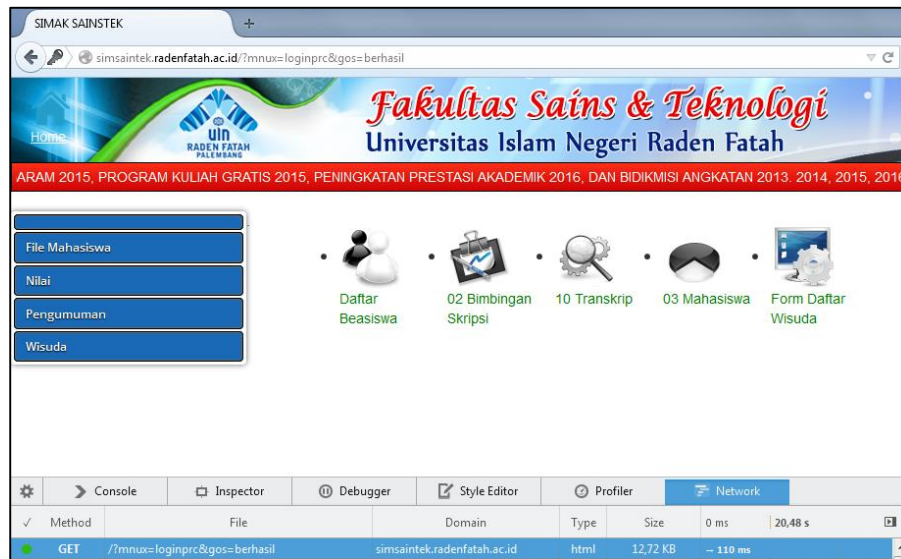 SIMAK SAINSTEK
simsaintek.radenfatah.ac.id/?mnux=loginprc&gos=berhasil
Home
uin
RADEN FATAH
PALEMBANG
Fakultas Sains & Teknologi
Universitas Islam Negeri Raden Fatah
ARAM 2015, PROGRAM KULIAH GRATIS 2015, PENINGKATAN PRESTASI AKADEMIK 2016, DAN BIDIKMISI ANGKATAN 2013. 2014, 2015, 2016
File Mahasiswa
Nilai
Pengumuman
Wisuda
Daftar Beasiswa
02 Bimbingan Skripsi
10 Transkrip
03 Mahasiswa
Form Daftar Wisuda
Console Inspector Debugger Style Editor Profiler Network
Method File Domain Type Size 0 ms 20,48 s
GET /?mnux=loginprc&gos=berhasil simsaintek.radenfatah.ac.id html 12,72 KB → 110 ms